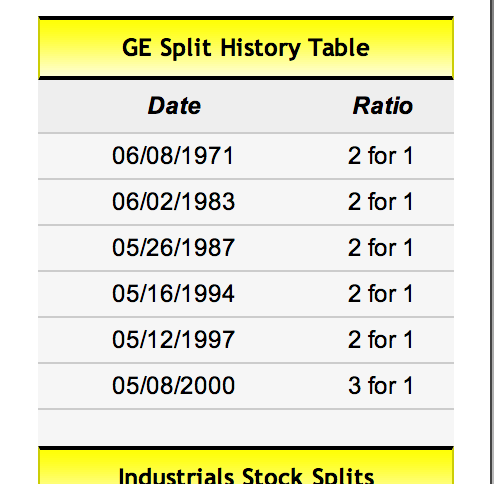 GE Split History Table
Date Ratio
06/08/1971 2 for 1
06/02/1983 2 for 1
05/26/1987 2 for 1
05/16/1994 2 for 1
05/12/1997 2 for 1
05/08/2000 3 for 1
Industrials Stock Splits